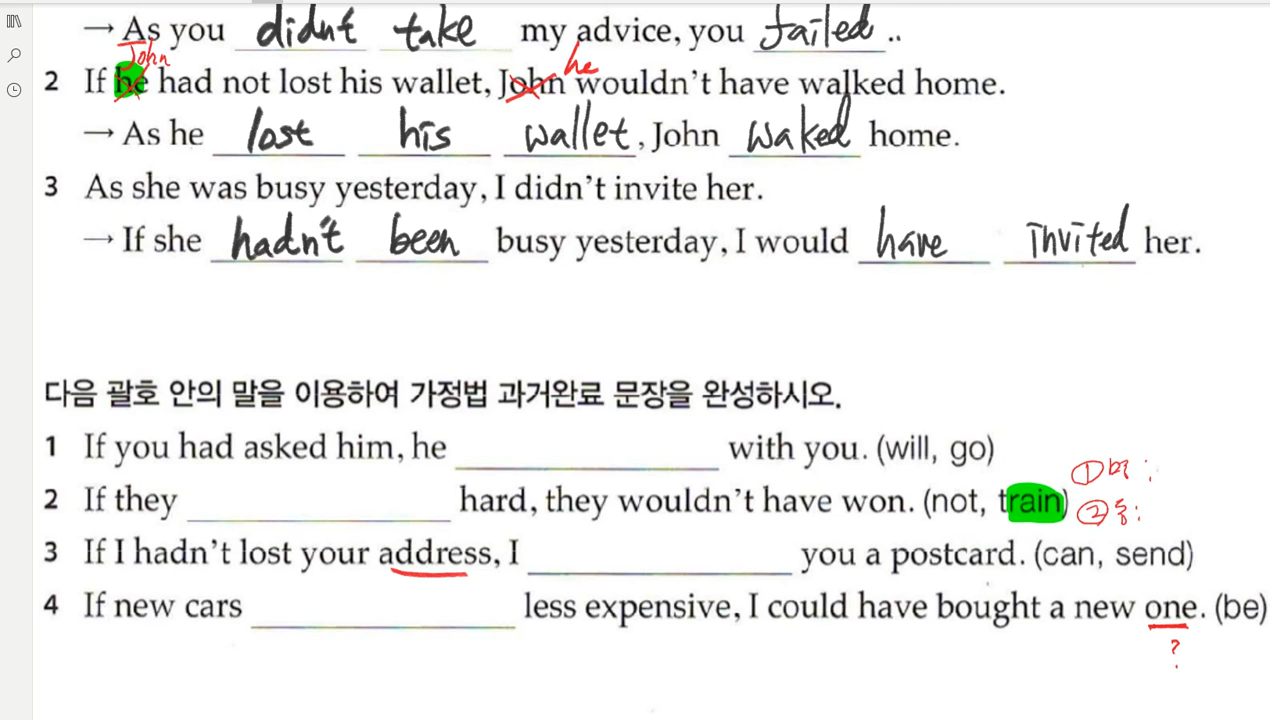 → As you didn't take my advice, you failed ..
John he
2 If he had not lost his wallet, John wouldn't have walked home.
→ As he lost his wallet, John waked home.
3 As she was busy yesterday, I didn't invite her.
→ If she hadn't been busy yesterday, I would have invited her.
다음 괄호 안의 말을 이용하여 가정법 과거완료 문장을 완성하시오.
1 If you had asked him, he with you. (will, go)
① 명:
2 If they hard, they wouldn't have won. (not, train)
② 동:
3 If I hadn't lost your address, I you a postcard. (can, send)
4 If new cars less expensive, I could have bought a new one. (be)
?